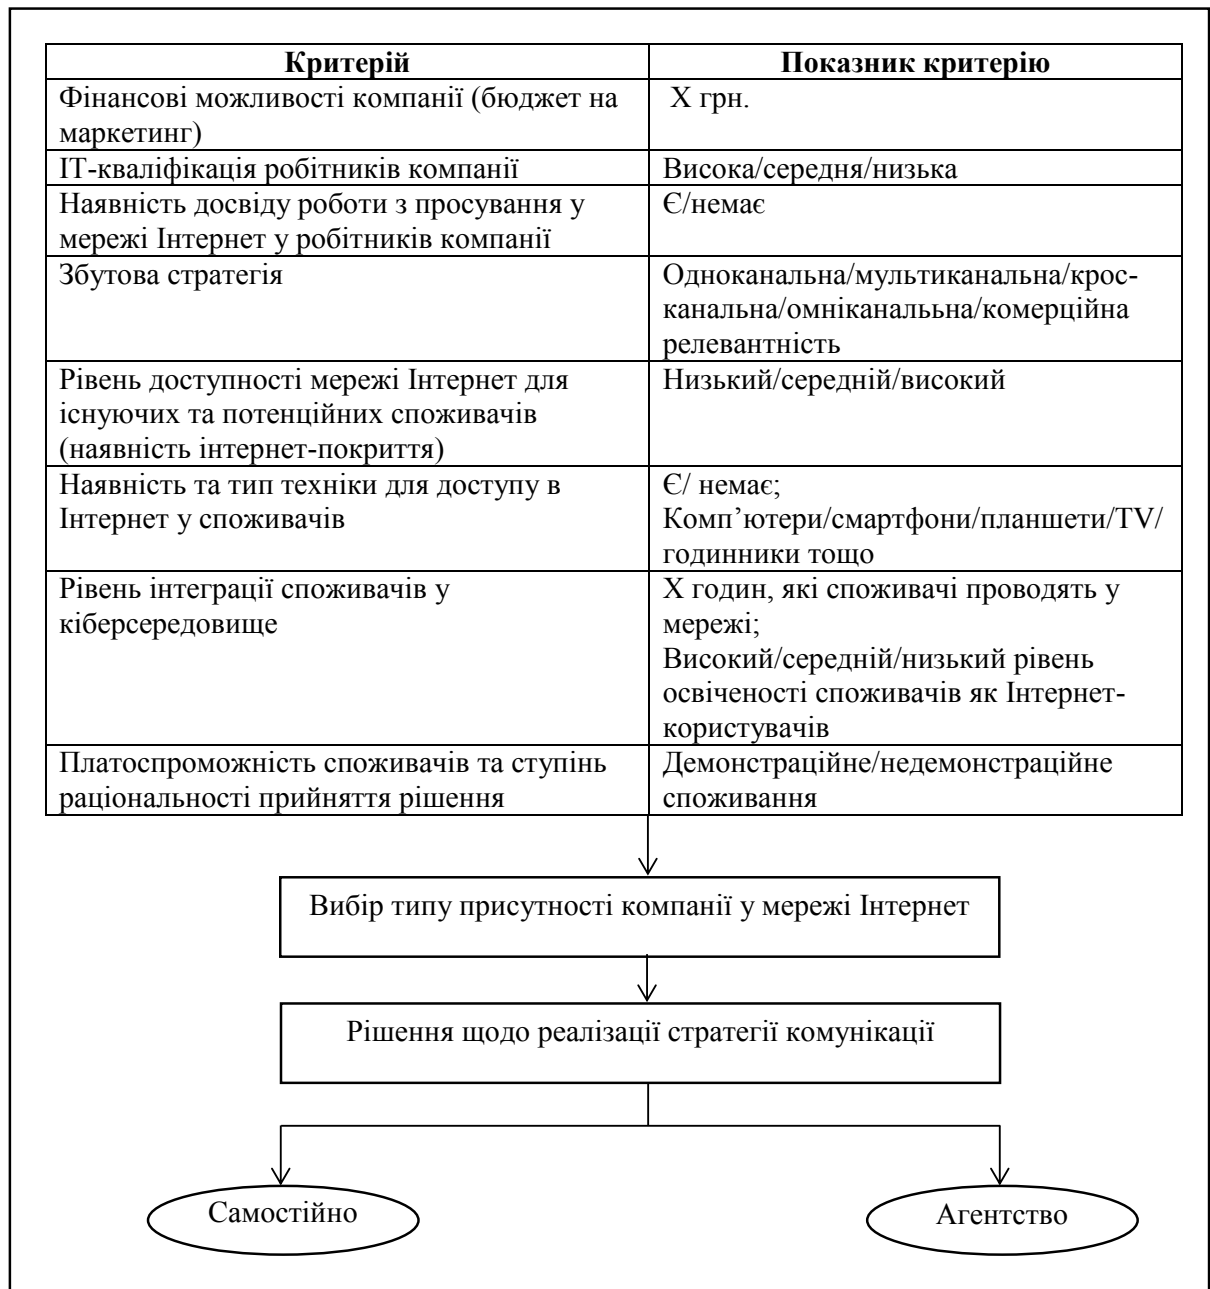 Критерій
Показник критерію
Фінансові можливості компанії (бюджет на
маркетинг)
Х грн.
ІТ-кваліфікація робітників компанії
Висока/середня/низька
Наявність досвіду роботи з просування у
мережі Інтернет у робітників компанії
Є/немає
Збутова стратегія
Одноканальна/мультиканальна/крос-
канальна/омніканалььна/комерційна
релевантність
Рівень доступності мережі Інтернет для
існуючих та потенційних споживачів
(наявність інтернет-покриття)
Низький/середній/високий
Наявність та тип техніки для доступу в
Інтернет у споживачів
Є/ немає;
Комп’ютери/смартфони/планшети/TV/
годинники тощо
Рівень інтеграції споживачів у
кіберсередовище
Х годин, які споживачі проводять у
мережі;
Високий/середній/низький рівень
освіченості споживачів як Інтернет-
користувачів
Платоспроможність споживачів та ступінь
раціональності прийняття рішення
Демонстраційне/недемонстраційне
споживання
Вибір типу присутності компанії у мережі Інтернет
Рішення щодо реалізації стратегії комунікації
Самостійно
Агентство